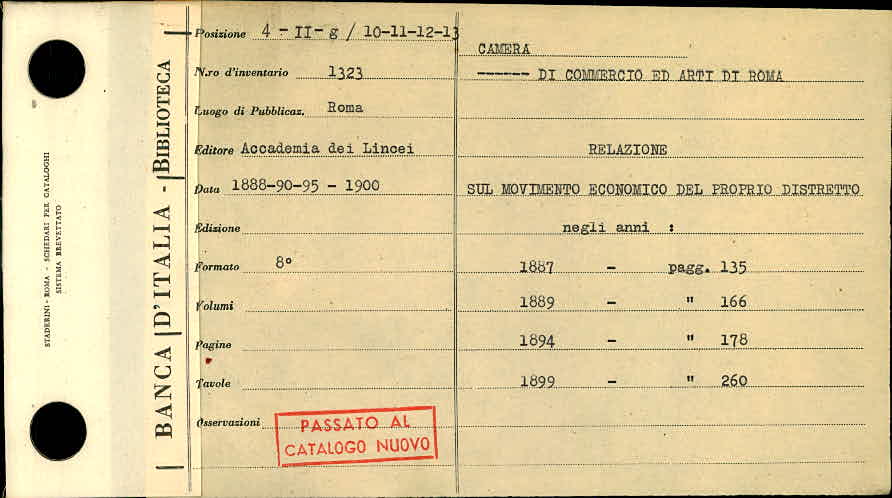 STADERINI - ROMA - SCHEDARI PER CATALOGHI
SISTEMA BREVETTATO
BANCA D'ITALIA - BIBLIOTECA
Posizione 4 - II- g / 10-11-12-13
N.ro d'inventario 1323
Luogo di Pubblicaz. Roma
Editore Accademia dei Lincei
Data 1888-90-95 - 1900
Edizione
Formato 8°
Volumi
Pagine
Tavole
Osservazioni
PASSATO AL
CATALOGO NUOVO
CAMERA
------ DI COMMERCIO ED ARTI DI ROMA
RELAZIONE
SUL MOVIMENTO ECONOMICO DEL PROPRIO DISTRETTO
negli anni :
1887 - pagg. 135
1889 - " 166
1894 - " 178
1899 - " 260